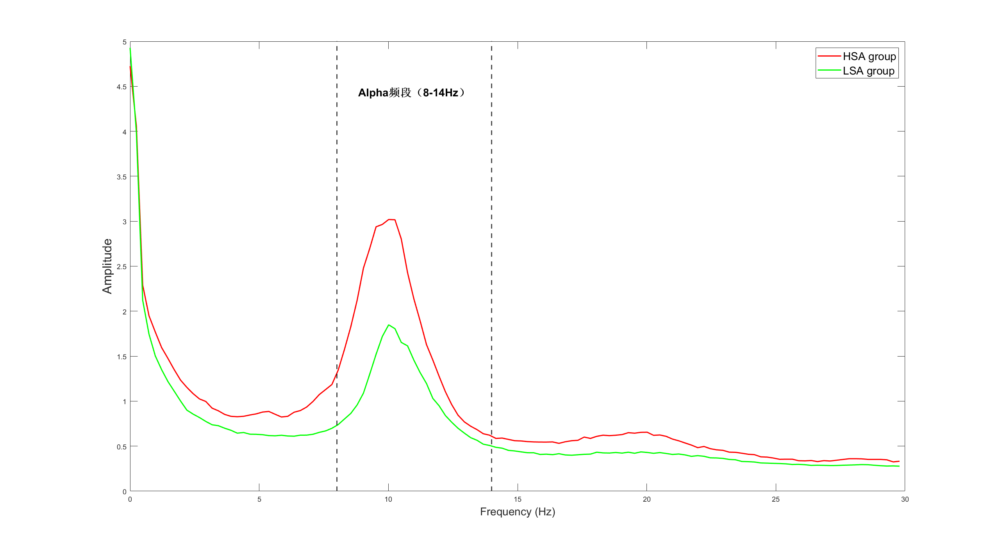 5
4.5
4
3.5
3
2.5
2
1.5
1
0.5
0
Amplitude
HSA group
LSA group
Alpha频段（8-14Hz）
0 5 10 15 20 25 30
Frequency (Hz)